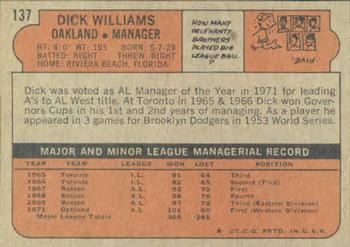 137
DICK WILLIAMS
OAKLAND • MANAGER
HT: 6'0" WT: 195 BORN: 5-7-29
BATTED: RIGHT THREW: RIGHT
HOME: RIVIERA BEACH, FLORIDA
HOW MANY
DELEHANTY
BROTHERS
PLAYED BIG
LEAGUE BALL
?
FIVE.
Dick was voted as AL Manager of the Year in 1971 for leading
A's to AL West title. At Toronto in 1965 & 1966 Dick won Gover-
nors Cups in his 1st and 2nd years of managing. As a player he
appeared in 3 games for Brooklyn Dodgers in 1953 World Series.
MAJOR AND MINOR LEAGUE MANAGERIAL RECORD
YEAR TEAM LEA. WON LOST
1965 Toronto I.L. 81 64 Third
1966 Toronto I.L. 82 65 Second (Tied)
1967 Boston A.L. 92 70 First
1968 Boston A.L. 86 76 Fourth
1969 Boston A.L. Third (Eastern Division)
1971 Oakland A.L. 101 60 First (Western Division)
Major League Totals 361 281
© T.C.G. PRTD. IN U.S.A.